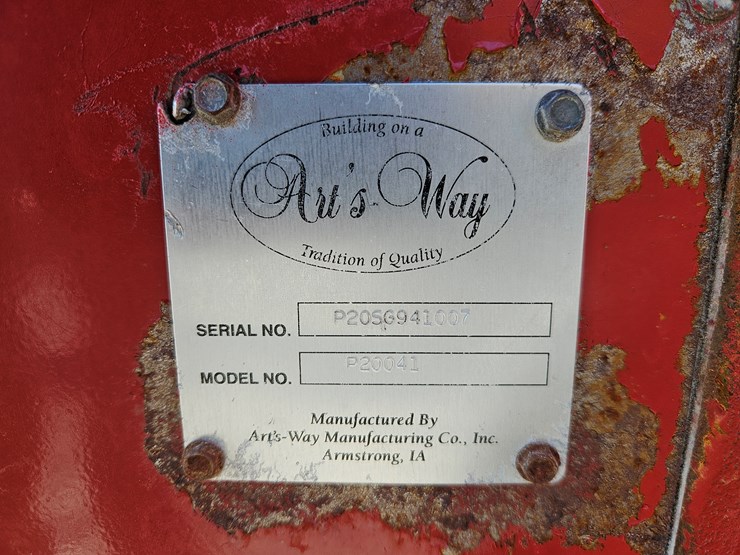 Building on a
Art's-Way
Tradition of Quality
SERIAL NO. P20SG941007
MODEL NO. P20041
Manufactured By
Art's-Way Manufacturing Co., Inc.
Armstrong, IA